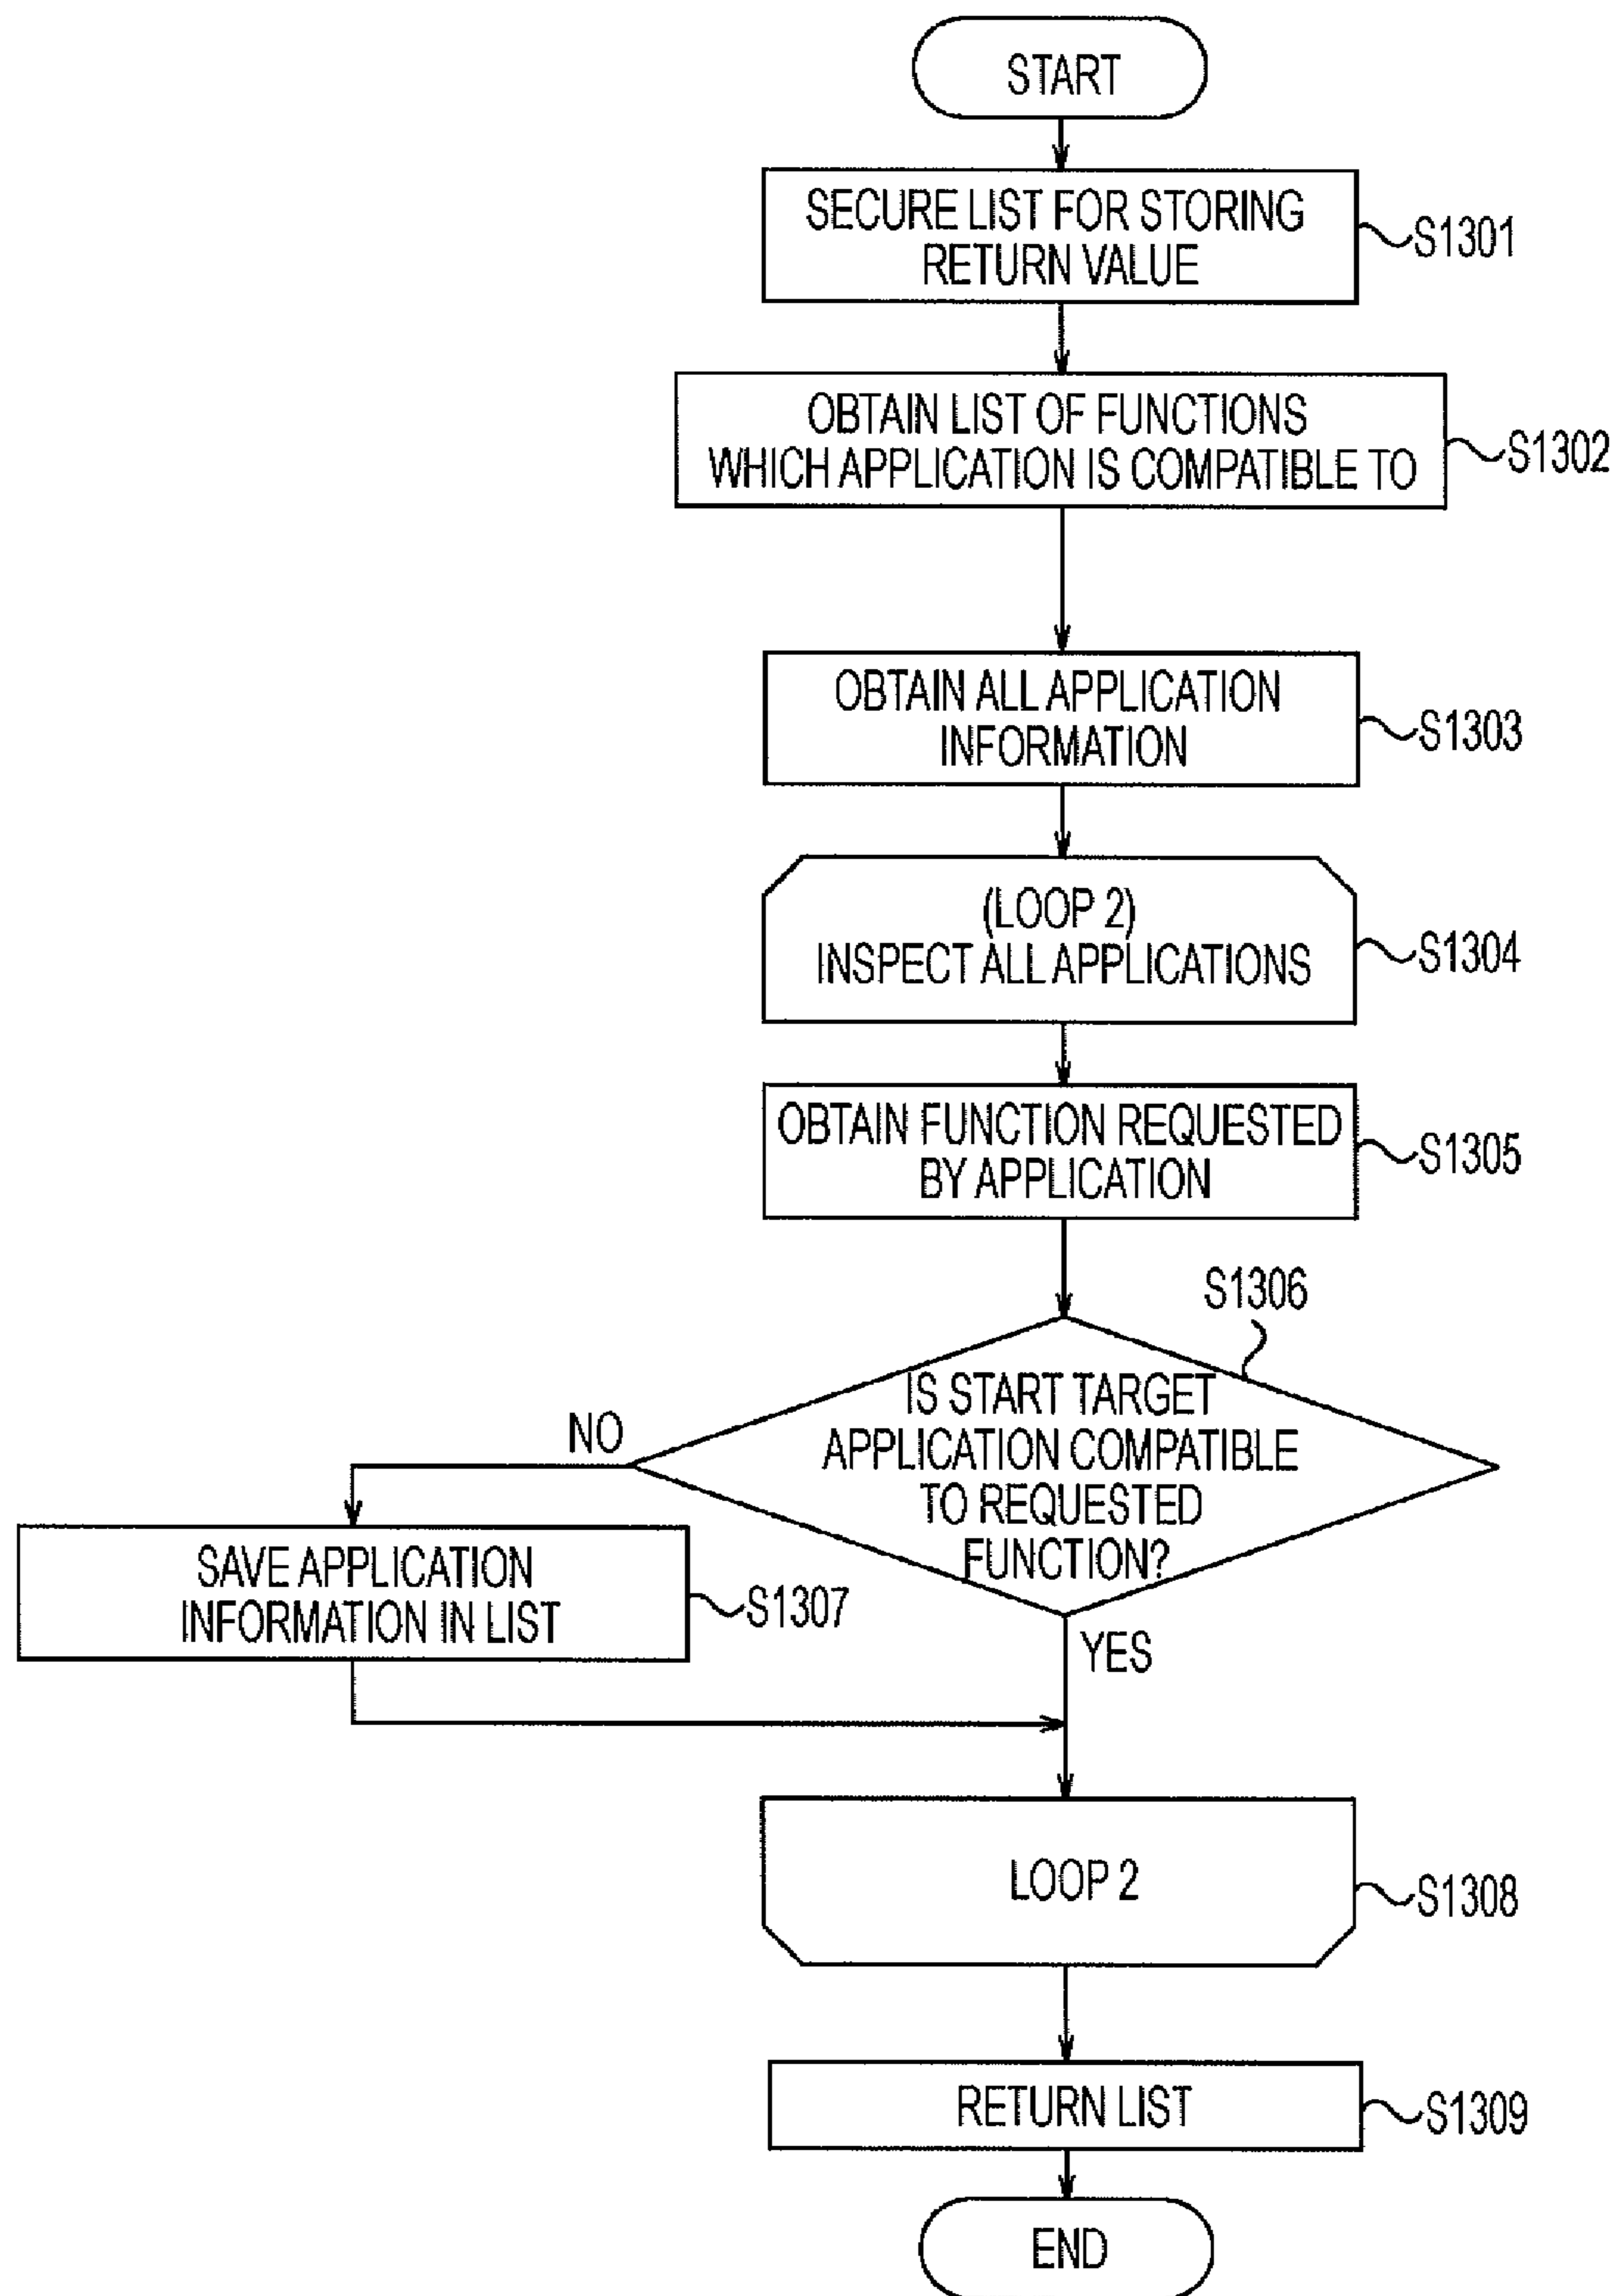 START
SECURE LIST FOR STORING
RETURN VALUE
S1301
OBTAIN LIST OF FUNCTIONS
WHICH APPLICATION IS COMPATIBLE TO
S1302
OBTAIN ALL APPLICATION
INFORMATION
S1303
(LOOP 2)
INSPECT ALL APPLICATIONS
S1304
OBTAIN FUNCTION REQUESTED
BY APPLICATION
S1305
S1306
IS START TARGET
APPLICATION COMPATIBLE
TO REQUESTED
FUNCTION?
NO
SAVE APPLICATION
INFORMATION IN LIST
S1307
YES
LOOP 2
S1308
RETURN LIST
S1309
END